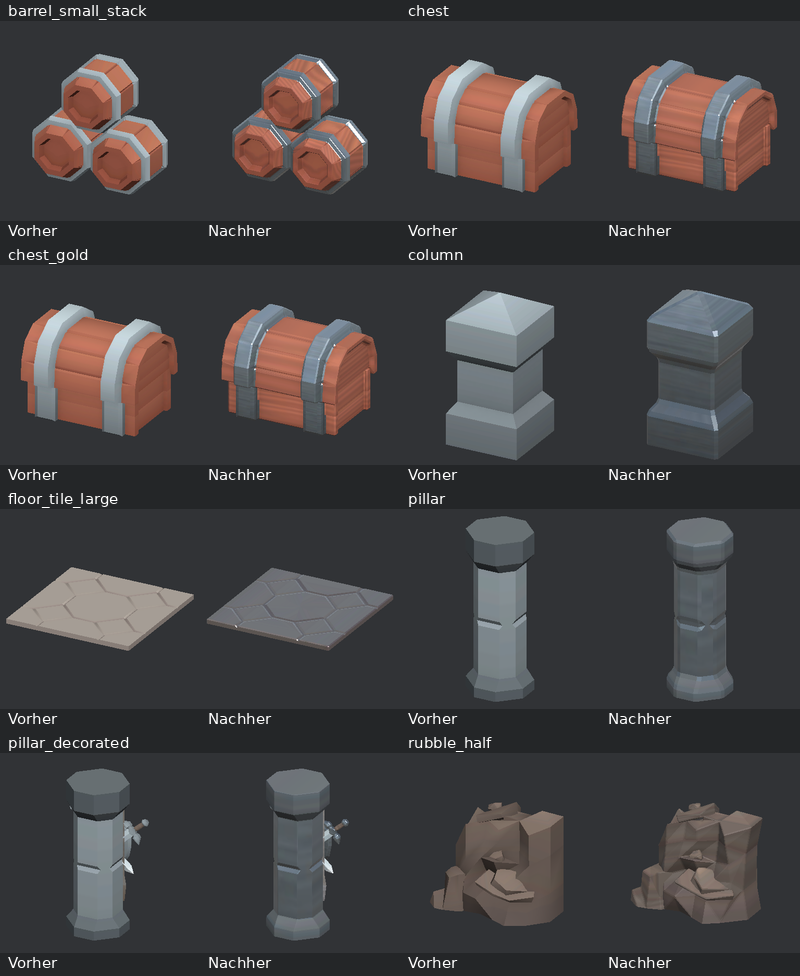 barrel_small_stack
chest
Vorher
Nachher
Vorher
Nachher
chest_gold
column
Vorher
Nachher
Vorher
Nachher
floor_tile_large
pillar
Vorher
Nachher
Vorher
Nachher
pillar_decorated
rubble_half
Vorher
Nachher
Vorher
Nachher